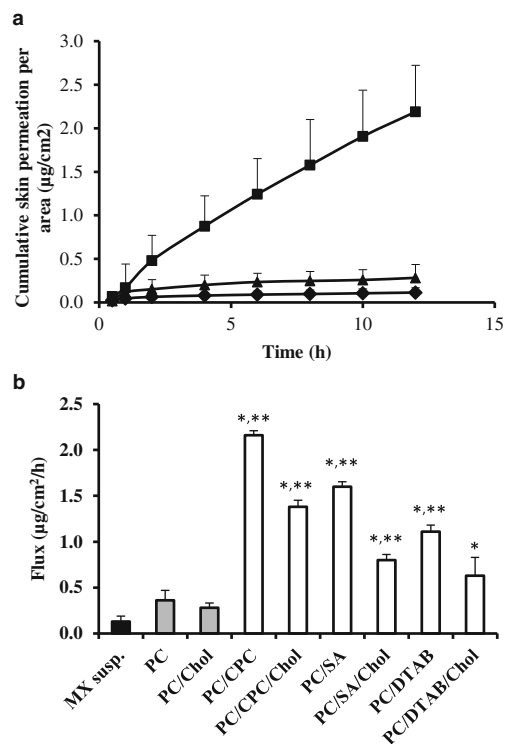 a
Cumulative skin permeation per
area (µg/cm2)
3.0
2.5
2.0
1.5
1.0
0.5
0.0
0
5
10
15
Time (h)
b
Flux (µg/cm²/h)
2.5
2.0
1.5
1.0
0.5
0.0
*,**
*,**
*,**
*,**
*,**
*
MX susp.
PC
PC/Chol
PC/CPC
PC/CPC/Chol
PC/SA
PC/SA/Chol
PC/DTAB
PC/DTAB/Chol